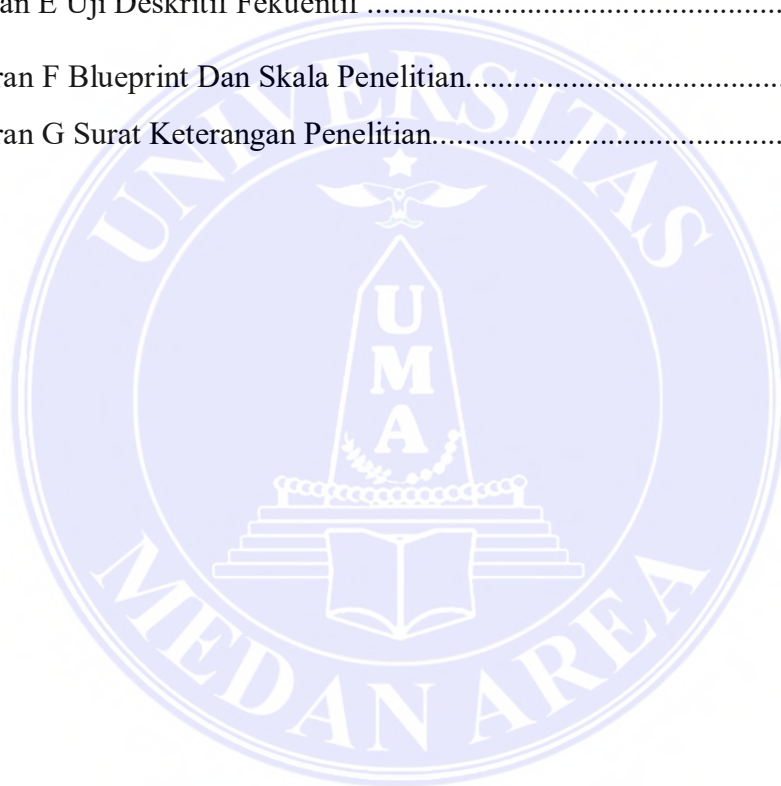 an E Uji Deskritif Fekuentif ......................................................
ran F Blueprint Dan Skala Penelitian........................................
ran G Surat Keterangan Penelitian............................................
UNIVERSITAS
U
M
A
MEDAN AREA